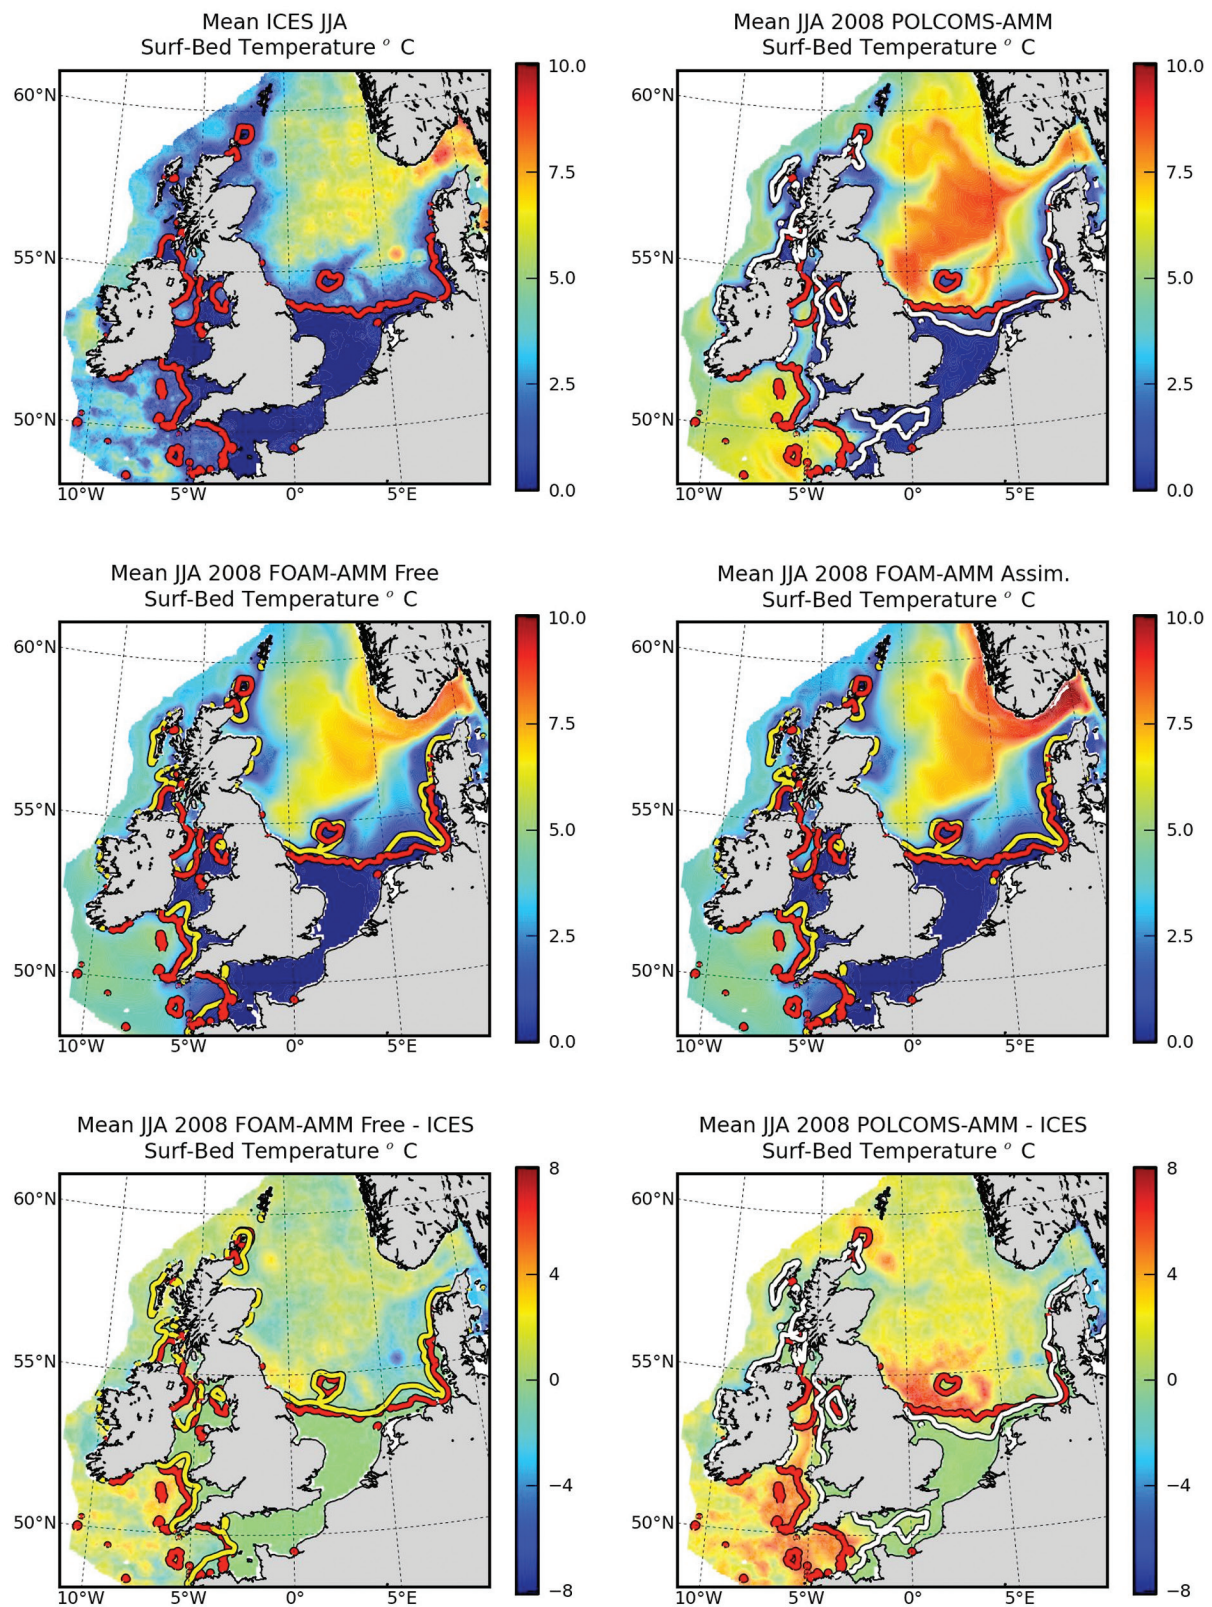 Mean ICES JJA
Surf-Bed Temperature ° C
10.0
7.5
5.0
2.5
0.0
60°N
55°N
50°N
10°W
5°W
0°
5°E
Mean JJA 2008 POLCOMS-AMM
Surf-Bed Temperature ° C
10.0
7.5
5.0
2.5
0.0
60°N
55°N
50°N
10°W
5°W
0°
5°E
Mean JJA 2008 FOAM-AMM Free
Surf-Bed Temperature ° C
10.0
7.5
5.0
2.5
0.0
60°N
55°N
50°N
10°W
5°W
0°
5°E
Mean JJA 2008 FOAM-AMM Assim.
Surf-Bed Temperature ° C
10.0
7.5
5.0
2.5
0.0
60°N
55°N
50°N
10°W
5°W
0°
5°E
Mean JJA 2008 FOAM-AMM Free - ICES
Surf-Bed Temperature ° C
8
4
0
−4
−8
60°N
55°N
50°N
10°W
5°W
0°
5°E
Mean JJA 2008 POLCOMS-AMM - ICES
Surf-Bed Temperature ° C
8
4
0
−4
−8
60°N
55°N
50°N
10°W
5°W
0°
5°E